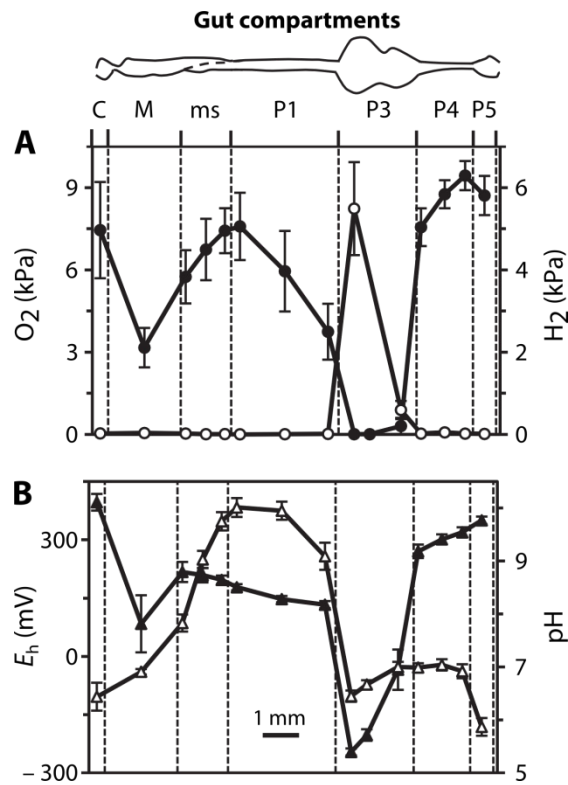 Gut compartments
C M ms P1 P3 P4 P5
A
9
6
3
0
O2 (kPa)
6
4
2
0
H2 (kPa)
B
300
0
– 300
Eh (mV)
9
7
5
pH
1 mm